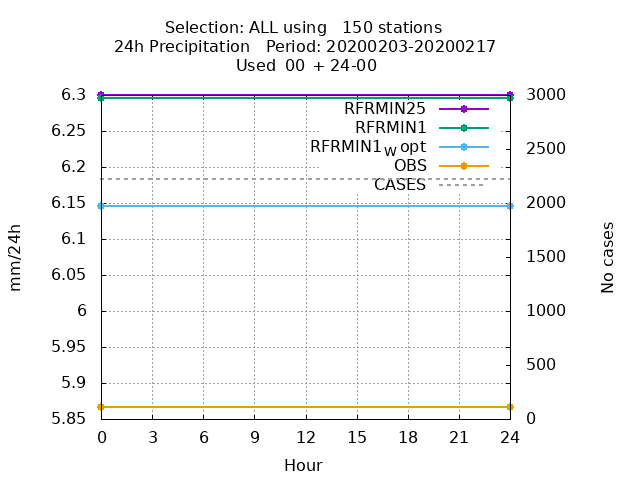 Selection: ALL using   150 stations
24h Precipitation   Period: 20200203-20200217
Used  00  + 24-00
6.3
6.25
6.2
6.15
6.1
6.05
6
5.95
5.9
5.85
mm/24h
RFRMIN25
RFRMIN1
RFRMIN1wopt
OBS
CASES
3000
2500
2000
1500
1000
500
0
No cases
0 3 6 9 12 15 18 21 24
Hour